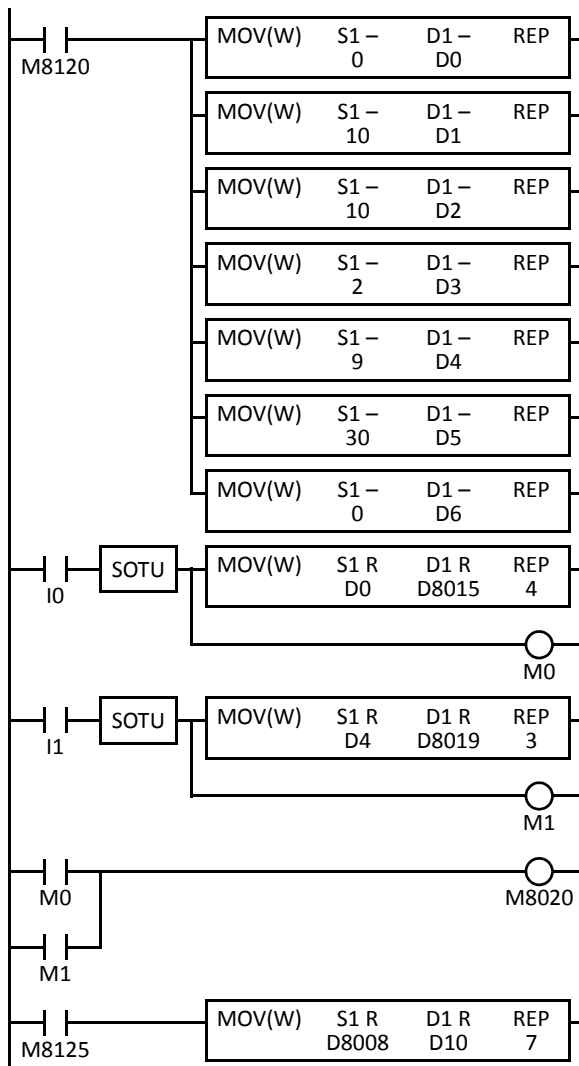 MOV(W) S1 – D1 – REP
M8120 0 D0
MOV(W) S1 – D1 – REP
10 D1
MOV(W) S1 – D1 – REP
10 D2
MOV(W) S1 – D1 – REP
2 D3
MOV(W) S1 – D1 – REP
9 D4
MOV(W) S1 – D1 – REP
30 D5
MOV(W) S1 – D1 – REP
0 D6
SOTU MOV(W) S1 R D1 R REP
I0 D0 D8015 4
M0
SOTU MOV(W) S1 R D1 R REP
I1 D4 D8019 3
M1
M0 M8020
M1
MOV(W) S1 R D1 R REP
M8125 D8008 D10 7